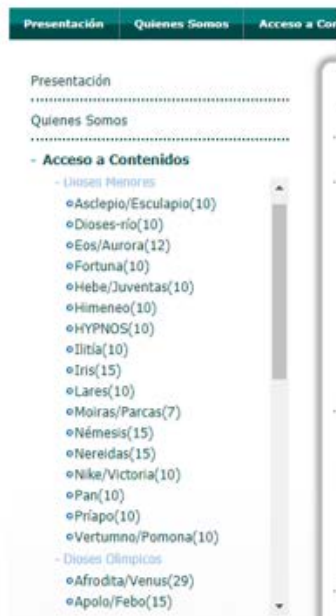 Presentación Quienes Somos Acceso a Con
Presentación
Quienes Somos
- Acceso a Contenidos
- Dioses Menores
Asclepio/Esculapio(10)
Dioses-río(10)
Eos/Aurora(12)
Fortuna(10)
Hebe/Juventas(10)
Himeneo(10)
HYPNOS(10)
Ilitía(10)
Iris(15)
Lares(10)
Moiras/Parcas(7)
Némesis(15)
Nereidas(15)
Nike/Victoria(10)
Pan(10)
Príapo(10)
Vertumno/Pomona(10)
- Dioses Olímpicos
Afrodita/Venus(29)
Apolo/Febo(15)